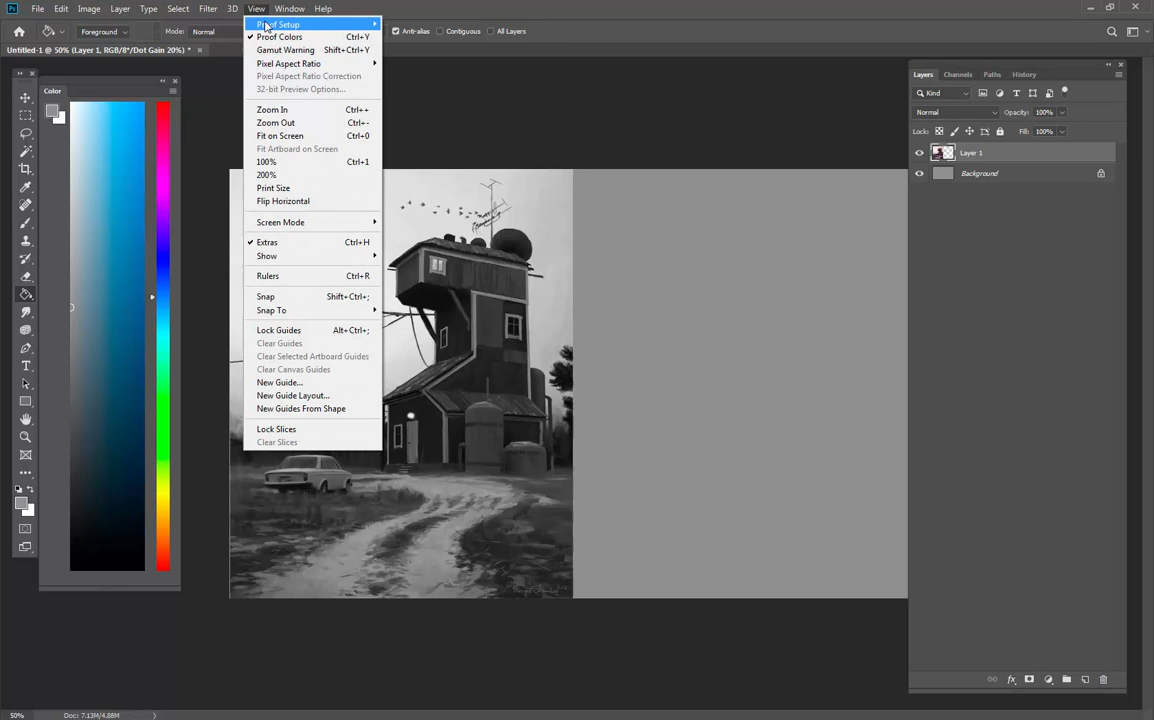 Ps File Edit Image Layer Type Select Filter 3D View Window Help
Foreground Mode: Normal Anti-alias Contiguous All Layers
Untitled-1 @ 50% (Layer 1, RGB/8*/Dot Gain 20%) * ×
Color
Proof Setup
Proof Colors Ctrl+Y
Gamut Warning Shift+Ctrl+Y
Pixel Aspect Ratio
Pixel Aspect Ratio Correction
32-bit Preview Options...
Zoom In Ctrl++
Zoom Out Ctrl+-
Fit on Screen Ctrl+0
Fit Artboard on Screen
100% Ctrl+1
200%
Print Size
Flip Horizontal
Screen Mode
Extras Ctrl+H
Show
Rulers Ctrl+R
Snap Shift+Ctrl+;
Snap To
Lock Guides Alt+Ctrl+;
Clear Guides
Clear Selected Artboard Guides
Clear Canvas Guides
New Guide...
New Guide Layout...
New Guides From Shape
Lock Slices
Clear Slices
Layers Channels Paths History
Kind
Normal Opacity: 100%
Lock: Fill: 100%
Layer 1
Background
fx
50% Doc: 7.13M/4.88M